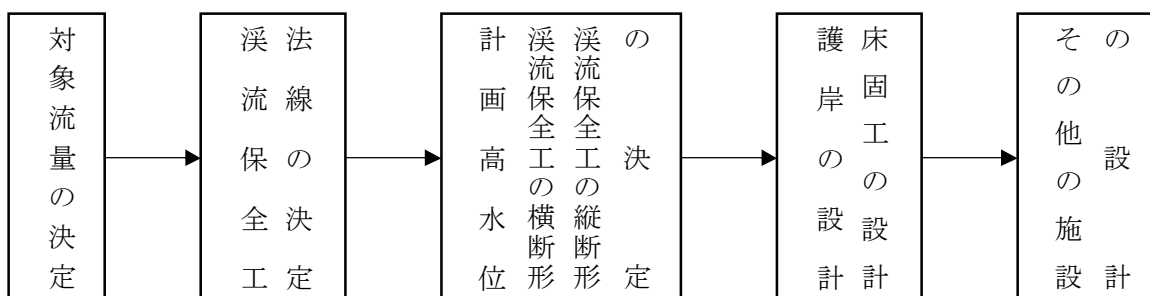 対象流量の決定
渓流保全工
法線の決定
計画高水位
渓流保全工の横断形
渓流保全工の縦断形
の決定
護岸の設計
床固工の設計
その他の施設
の設計